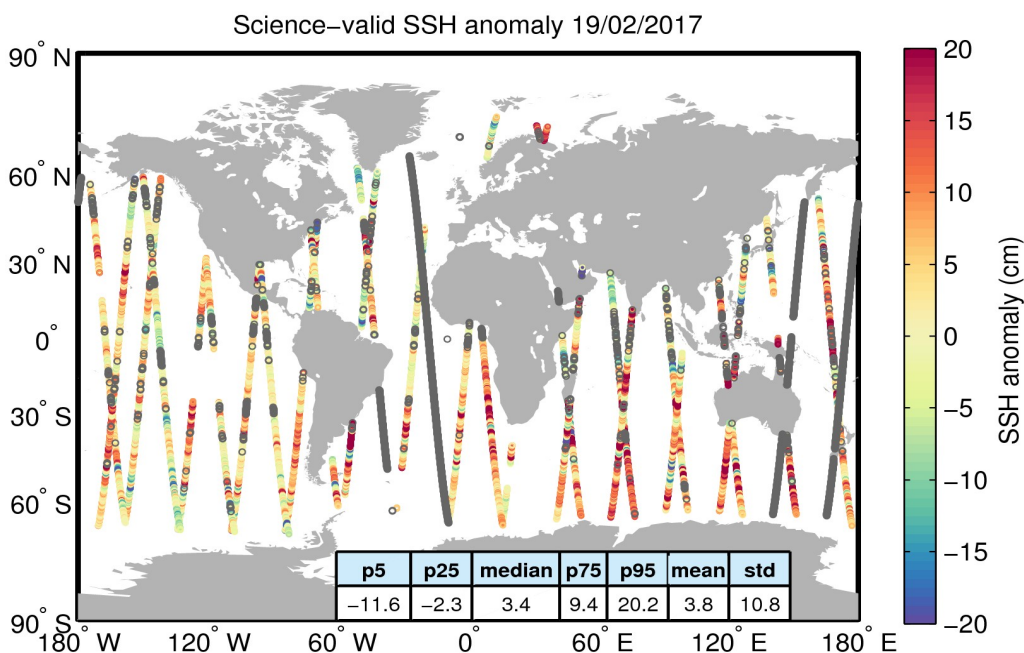 Science−valid SSH anomaly 19/02/2017
90° N
60° N
30° N
0°
30° S
60° S
90° S
180° W
120° W
60° W
0°
60° E
120° E
180° E
p5 p25 median p75 p95 mean std
−11.6 −2.3 3.4 9.4 20.2 3.8 10.8
20
15
10
5
0
−5
−10
−15
−20
SSH anomaly (cm)